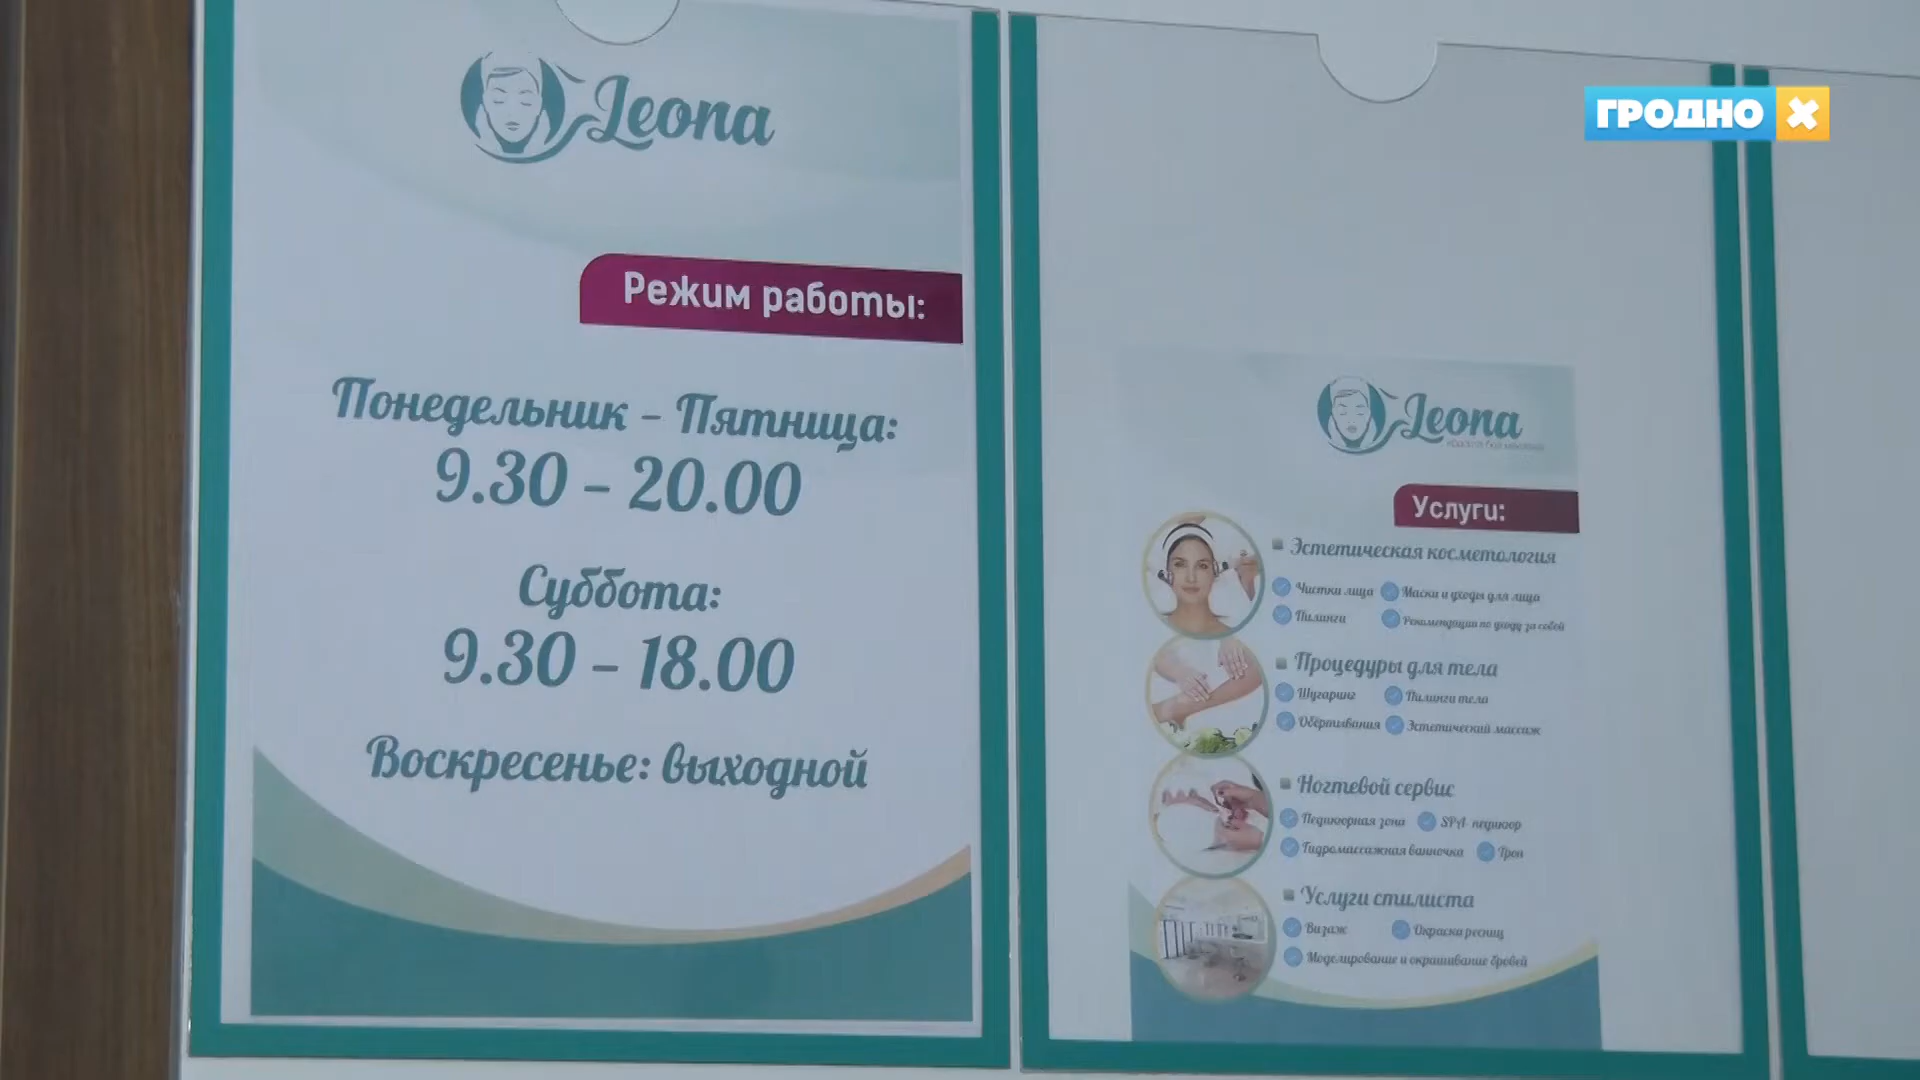 Leona
Режим работы:
Понедельник – Пятница:
9.30 – 20.00
Суббота:
9.30 – 18.00
Воскресенье: выходной
ГРОДНО
Leona
Услуги:
Эстетическая косметология
Чистки лица Маски и уходы для лица
Пилинги Рекомендации по уходу за собой
Процедуры для тела
Шугаринг Пилинги тела
Обёртывания Эстетический массаж
Ногтевой сервис
Педикюрная зона SPA педикюр
Гидромассажная ванночка Трон
Услуги стилиста
Визаж Окраска ресниц
Моделирование и окрашивание бровей